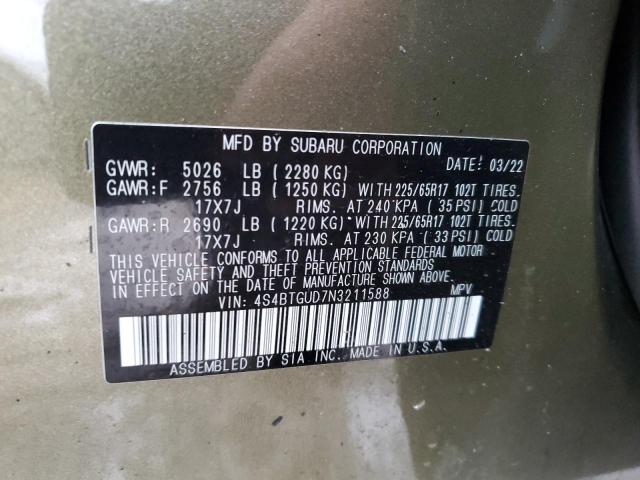 MFD BY SUBARU CORPORATION
GVWR: 5026 LB (2280 KG) DATE: 03/22
GAWR:F 2756 LB (1250 KG) WITH 225/65R17 102T TIRES.
17X7J RIMS. AT 240 KPA (35 PSI) COLD
GAWR:R 2690 LB (1220 KG) WITH 225/65R17 102T TIRES.
17X7J RIMS. AT 230 KPA (33 PSI) COLD
THIS VEHICLE CONFORMS TO ALL APPLICABLE FEDERAL MOTOR
VEHICLE SAFETY AND THEFT PREVENTION STANDARDS
IN EFFECT ON THE DATE OF MANUFACTURE SHOWN ABOVE.
VIN: 4S4BTGUD7N3211588 MPV
ASSEMBLED BY SIA INC. MADE IN U.S.A.